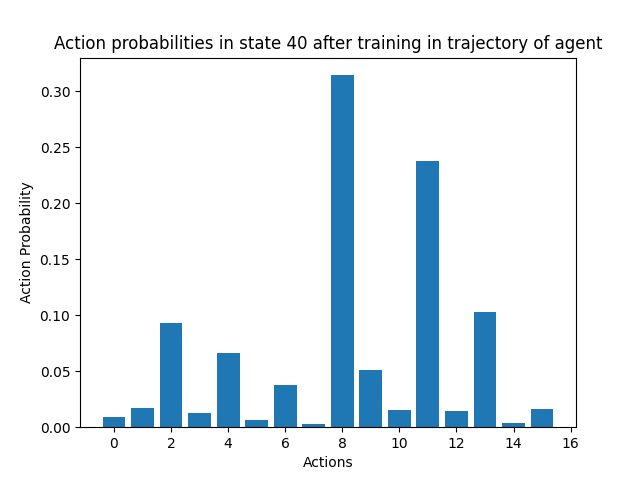 Action probabilities in state 40 after training in trajectory of agent
Action Probability
0.30
0.25
0.20
0.15
0.10
0.05
0.00
0 2 4 6 8 10 12 14 16
Actions